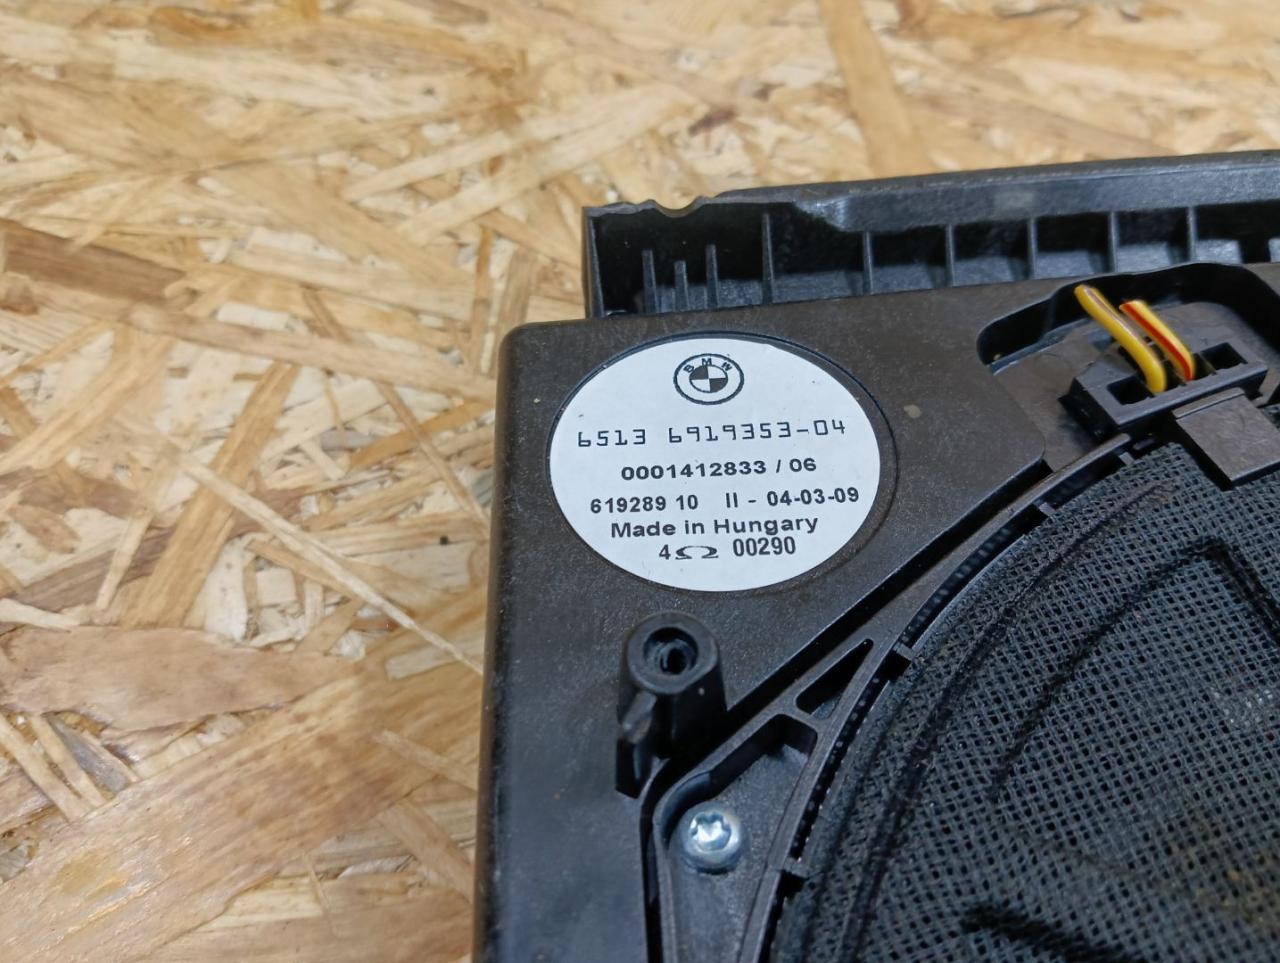 BMW
6513 6919353-04
0001412833 / 06
619289 10 II - 04-03-09
Made in Hungary
4Ω 00290